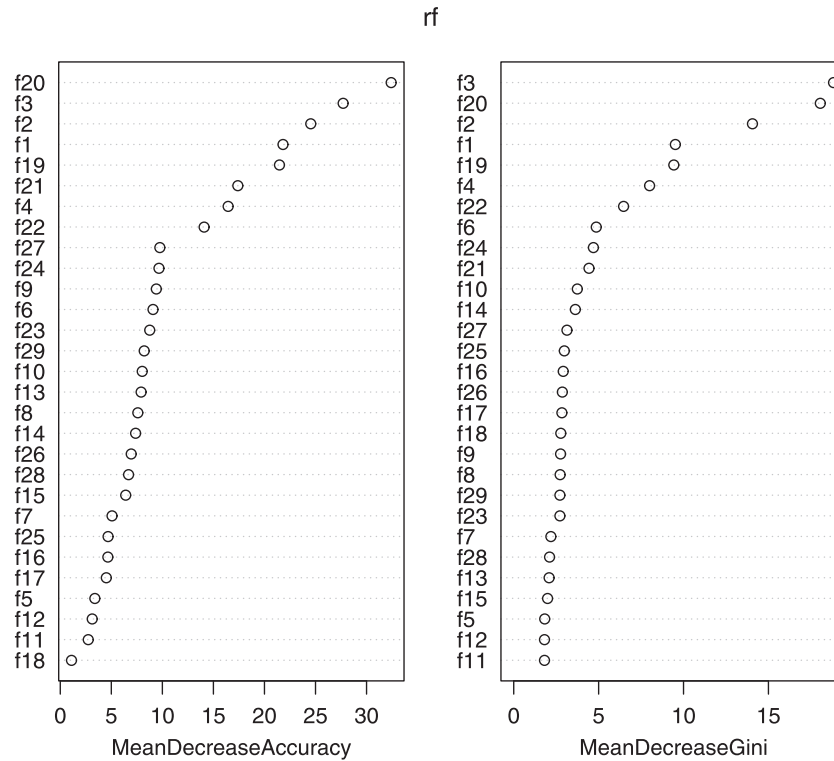 rf
f20
f3
f2
f1
f19
f21
f4
f22
f27
f24
f9
f6
f23
f29
f10
f13
f8
f14
f26
f28
f15
f7
f25
f16
f17
f5
f12
f11
f18
0 5 10 15 20 25 30
MeanDecreaseAccuracy
f3
f20
f2
f1
f19
f4
f22
f6
f24
f21
f10
f14
f27
f25
f16
f26
f17
f18
f9
f8
f29
f23
f7
f28
f13
f15
f5
f12
f11
0 5 10 15
MeanDecreaseGini